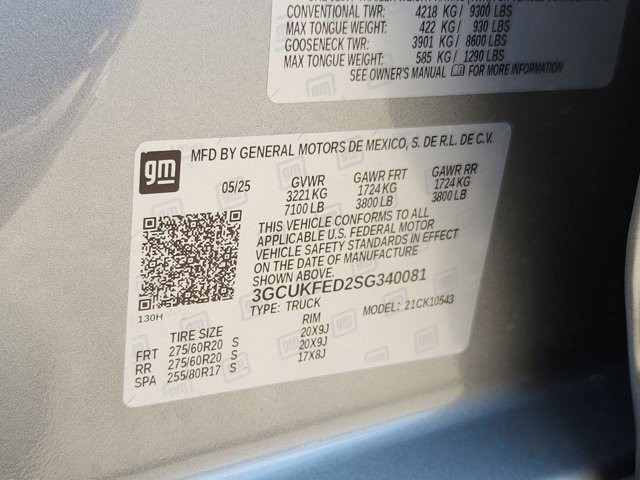 CONVENTIONAL TWR: 4218 KG / 9300 LBS
MAX TONGUE WT: 422 KG / 930 LBS
GOOSENECK TWR: 3901 KG / 8600 LBS
MAX TONGUE WT: 585 KG / 1290 LBS
SEE OWNER'S MANUAL FOR MORE INFORMATION
gm
MFD BY GENERAL MOTORS DE MEXICO, S. DE R.L. DE C.V.
05/25 GVWR GAWR FRT GAWR RR
3221 KG 1724 KG 1724 KG
7100 LB 3800 LB 3800 LB
THIS VEHICLE CONFORMS TO ALL
APPLICABLE U.S. FEDERAL MOTOR
VEHICLE SAFETY STANDARDS IN EFFECT
ON THE DATE OF MANUFACTURE
SHOWN ABOVE.
3GCUKFED2SG340081
130H
TYPE: TRUCK MODEL: 21CK10543
TIRE SIZE RIM
FRT 275/60R20 S 20X9J
RR 275/60R20 S 20X9J
SPA 255/80R17 S 17X8J